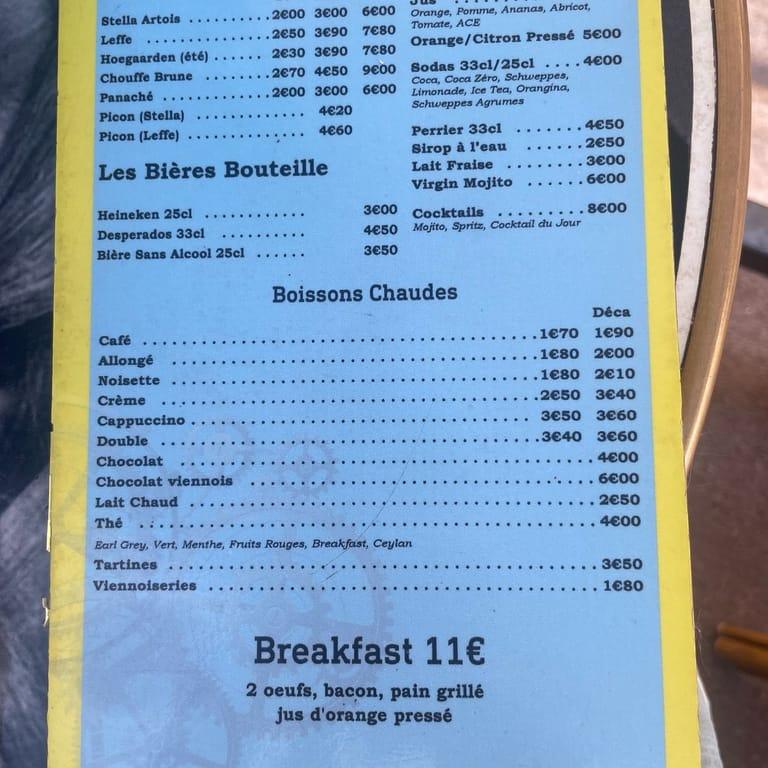 Stella Artois .......... 2€00 3€00 6€00
Leffe .............. 2€50 3€90 7€80
Hoegaarden (été) ....... 2€30 3€90 7€80
Chouffe Brune ........ 2€70 4€50 9€00
Panaché .............. 2€00 3€00 6€00
Picon (Stella) .............. 4€20
Picon (Leffe) .............. 4€60
Les Bières Bouteille
Heineken 25cl ............ 3€00
Desperados 33cl .......... 4€50
Bière Sans Alcool 25cl ...... 3€50
Jus
Orange, Pomme, Ananas, Abricot,
Tomate, ACE
Orange/Citron Pressé 5€00
Sodas 33cl/25cl .... 4€00
Coca, Coca Zéro, Schweppes,
Limonade, Ice Tea, Orangina,
Schweppes Agrumes
Perrier 33cl ....... 4€50
Sirop à l'eau ...... 2€50
Lait Fraise ........ 3€00
Virgin Mojito ...... 6€00
Cocktails ......... 8€00
Mojito, Spritz, Cocktail du Jour
Boissons Chaudes
Déca
Café ........ 1€70 1€90
Allongé ........ 1€80 2€00
Noisette ........ 1€80 2€10
Crème ........ 2€50 3€40
Cappuccino ........ 3€50 3€60
Double ........ 3€40 3€60
Chocolat ........ 4€00
Chocolat viennois ........ 6€00
Lait Chaud ........ 2€50
Thé ........ 4€00
Earl Grey, Vert, Menthe, Fruits Rouges, Breakfast, Ceylan
Tartines ........ 3€50
Viennoiseries ........ 1€80
Breakfast 11€
2 oeufs, bacon, pain grillé
jus d'orange pressé